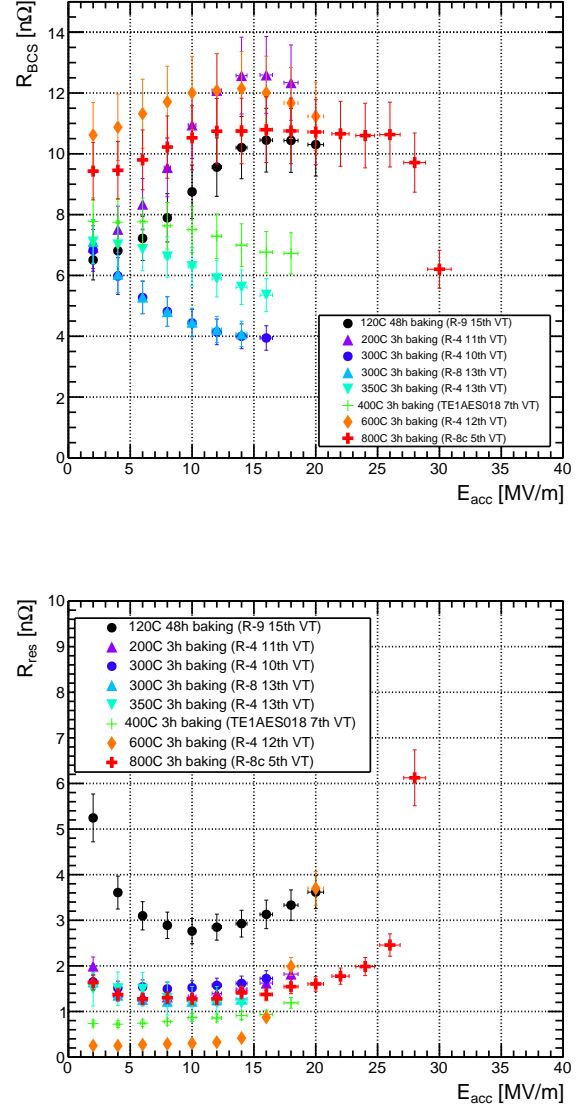 R_BCS [nΩ]
14
12
10
8
6
4
2
0
120C 48h baking (R-9 15th VT)
200C 3h baking (R-4 11th VT)
300C 3h baking (R-4 10th VT)
300C 3h baking (R-8 13th VT)
350C 3h baking (R-4 13th VT)
400C 3h baking (TE1AES018 7th VT)
600C 3h baking (R-4 12th VT)
800C 3h baking (R-8c 5th VT)
0 5 10 15 20 25 30 35 40
E_acc [MV/m]
R_res [nΩ]
10
9
8
7
6
5
4
3
2
1
0
120C 48h baking (R-9 15th VT)
200C 3h baking (R-4 11th VT)
300C 3h baking (R-4 10th VT)
300C 3h baking (R-8 13th VT)
350C 3h baking (R-4 13th VT)
400C 3h baking (TE1AES018 7th VT)
600C 3h baking (R-4 12th VT)
800C 3h baking (R-8c 5th VT)
0 5 10 15 20 25 30 35 40
E_acc [MV/m]